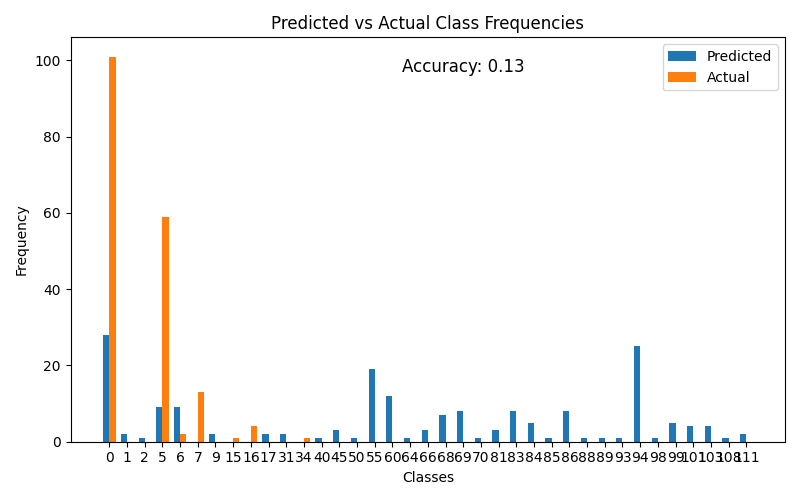 Predicted vs Actual Class Frequencies
Accuracy: 0.13
Predicted
Actual
Frequency
100
80
60
40
20
0
0 1 2 5 6 7 9 15 16 17 31 34 40 45 50 55 60 64 66 68 69 70 81 83 84 85 86 88 89 93 94 98 99 101 103 108 111
Classes